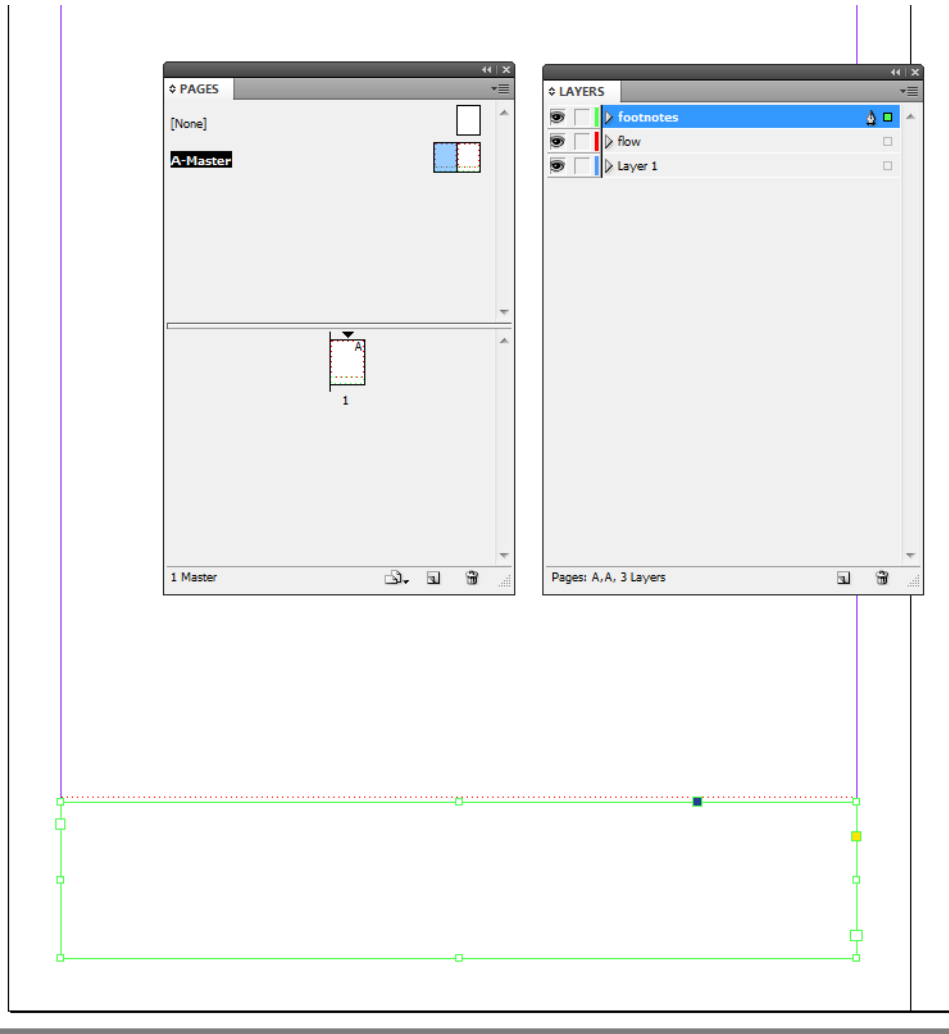 PAGES
[None]
A-Master
A
1
1 Master
LAYERS
footnotes
flow
Layer 1
Pages: A,A, 3 Layers